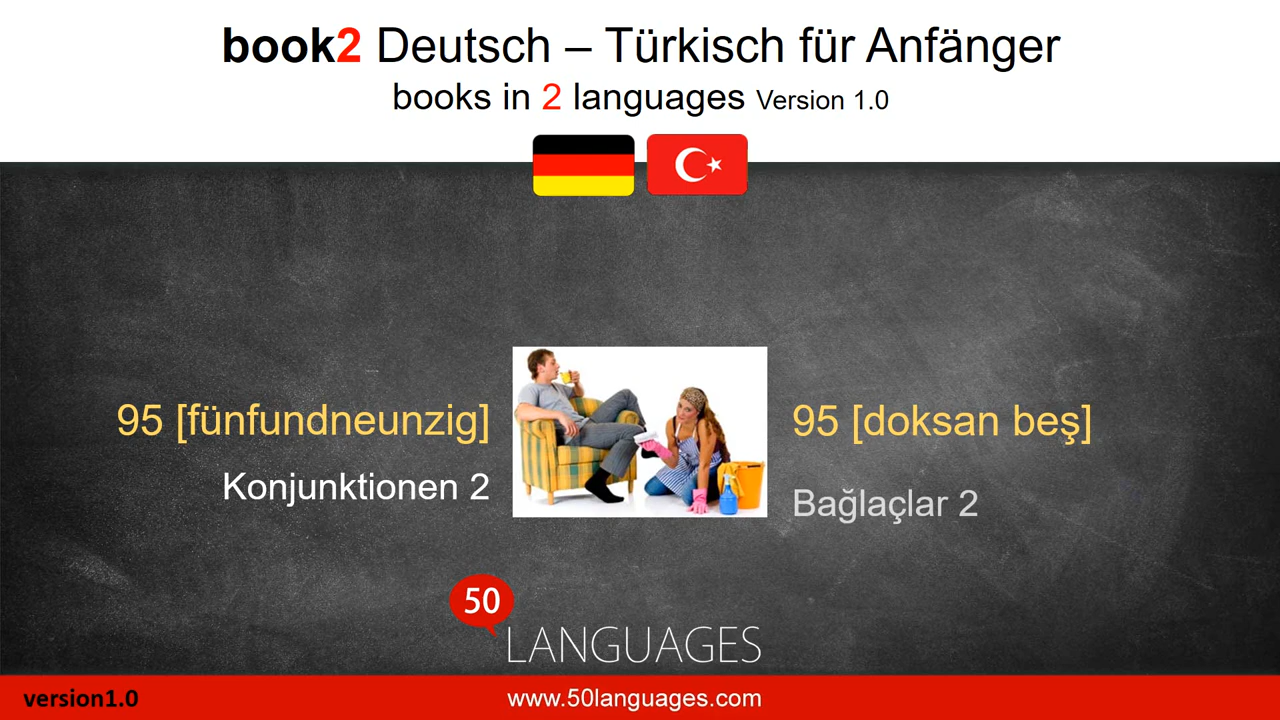 book2 Deutsch – Türkisch für Anfänger
books in 2 languages Version 1.0
95 [fünfundneunzig]
Konjunktionen 2
95 [doksan beş]
Bağlaçlar 2
50
LANGUAGES
version1.0
www.50languages.com